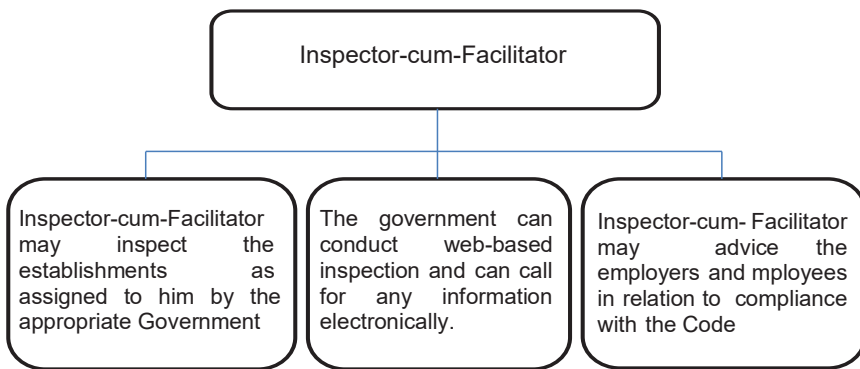 Inspector-cum-Facilitator
Inspector-cum-Facilitator
may inspect the
establishments as
assigned to him by the
appropriate Government
The government can
conduct web-based
inspection and can call
for any information
electronically.
Inspector-cum- Facilitator
may advice the
employers and mployees
in relation to compliance
with the Code